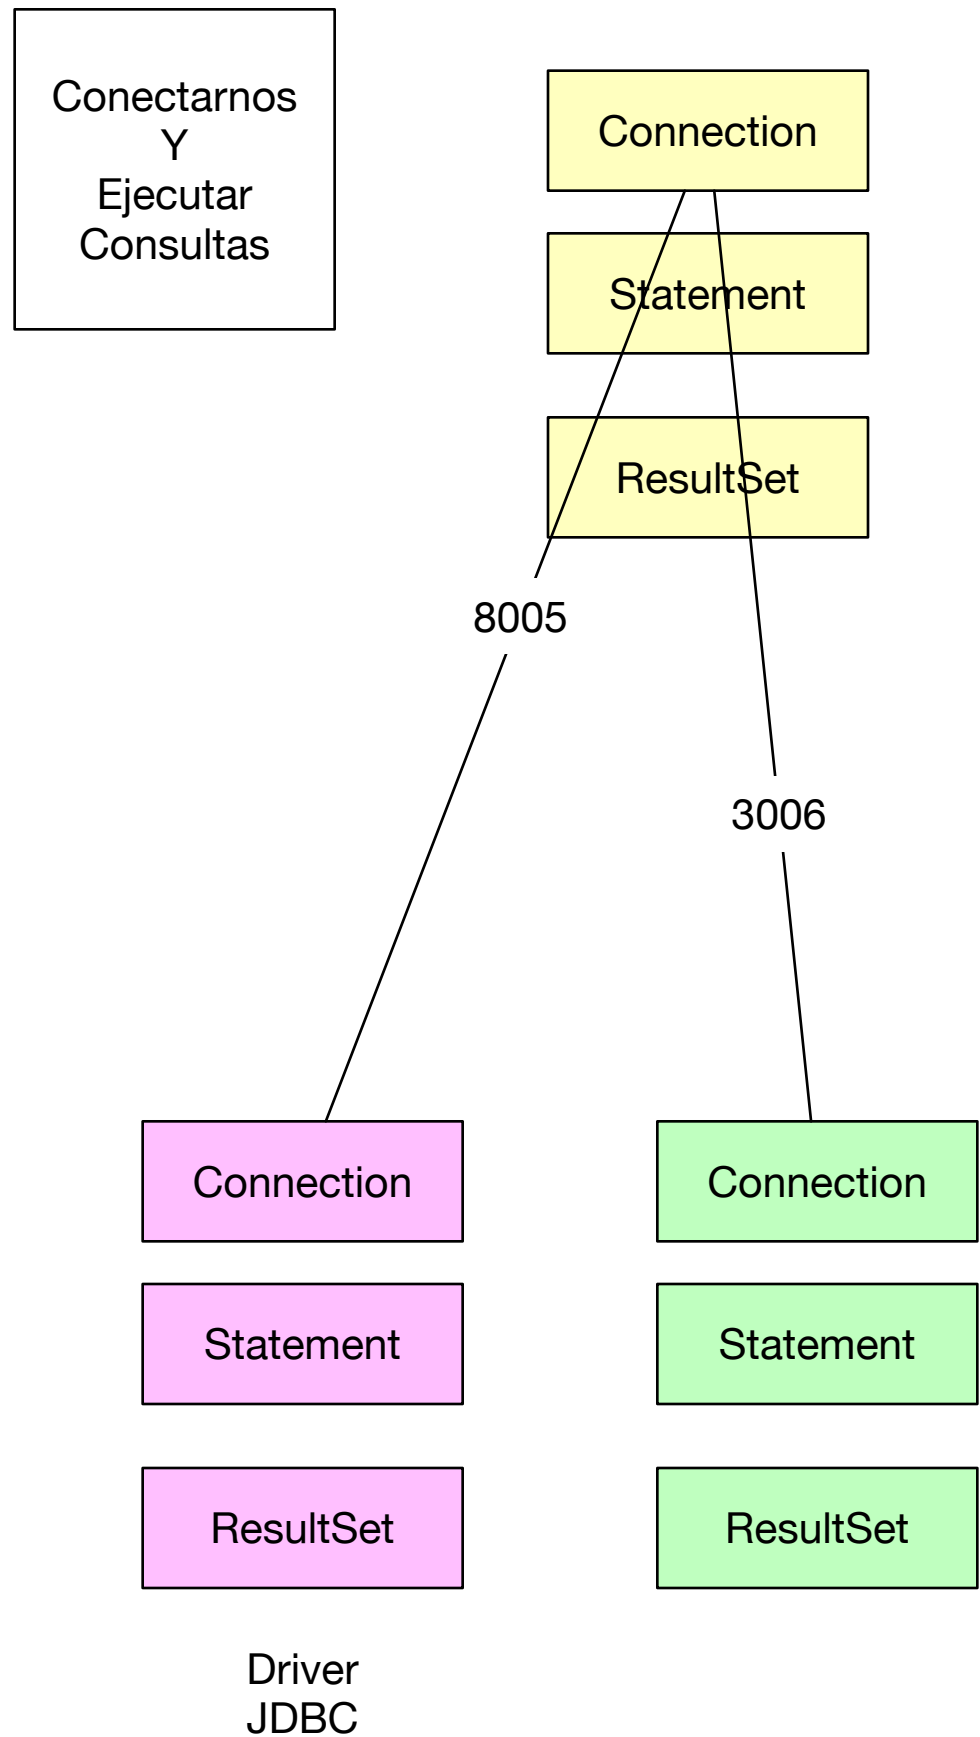 Conectarnos
Y
Ejecutar
Consultas
Connection
Statement
ResultSet
8005
3006
Connection
Connection
Statement
Statement
ResultSet
ResultSet
Driver
JDBC